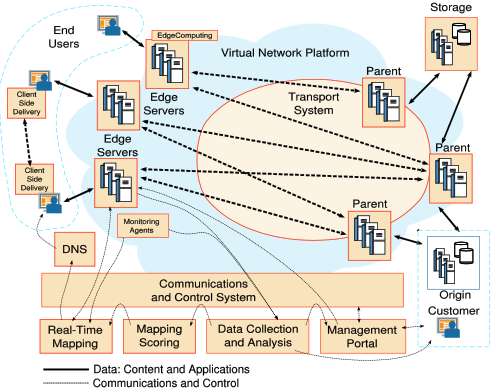 EdgeComputing
Storage
End
Users
Virtual Network Platform
Edge
Servers
Parent
Client
Side
Delivery
Transport
System
Edge
Servers
Parent
Client
Side
Delivery
Parent
Monitoring
Agents
DNS
Origin
Customer
Communications
and Control System
Real-Time
Mapping
Mapping
Scoring
Data Collection
and Analysis
Management
Portal
Data: Content and Applications
Communications and Control